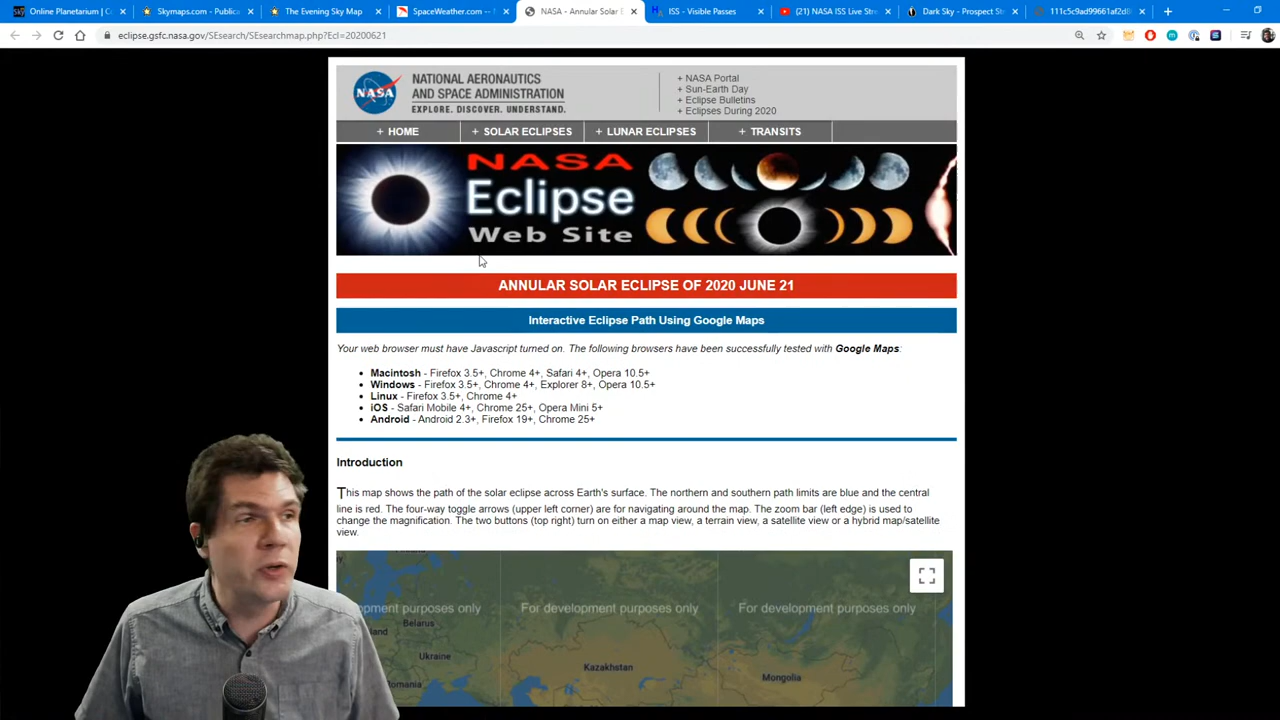 Online Planetarium | C
Skymaps.com - Publica
The Evening Sky Map
SpaceWeather.com -- N
NASA - Annular Solar E
ISS - Visible Passes
(21) NASA ISS Live Stre
Dark Sky - Prospect St
111c5c9ad99661af2d8
eclipse.gsfc.nasa.gov/SEsearch/SEsearchmap.php?Ecl=20200621
NASA
NATIONAL AERONAUTICS
AND SPACE ADMINISTRATION
EXPLORE. DISCOVER. UNDERSTAND.
+ NASA Portal
+ Sun-Earth Day
+ Eclipse Bulletins
+ Eclipses During 2020
+ HOME
+ SOLAR ECLIPSES
+ LUNAR ECLIPSES
+ TRANSITS
NASA
Eclipse
Web Site
ANNULAR SOLAR ECLIPSE OF 2020 JUNE 21
Interactive Eclipse Path Using Google Maps
Your web browser must have Javascript turned on. The following browsers have been successfully tested with Google Maps:
• Macintosh - Firefox 3.5+, Chrome 4+, Safari 4+, Opera 10.5+
• Windows - Firefox 3.5+, Chrome 4+, Explorer 8+, Opera 10.5+
• Linux - Firefox 3.5+, Chrome 4+
• iOS - Safari Mobile 4+, Chrome 25+, Opera Mini 5+
• Android - Android 2.3+, Firefox 19+, Chrome 25+
Introduction
This map shows the path of the solar eclipse across Earth's surface. The northern and southern path limits are blue and the central
line is red. The four-way toggle arrows (upper left corner) are for navigating around the map. The zoom bar (left edge) is used to
change the magnification. The two buttons (top right) turn on either a map view, a terrain view, a satellite view or a hybrid map/satellite
view.
opment purposes only
For development purposes only
For development purposes only
Belarus
land
Ukraine
Kazakhstan
Mongolia
omania